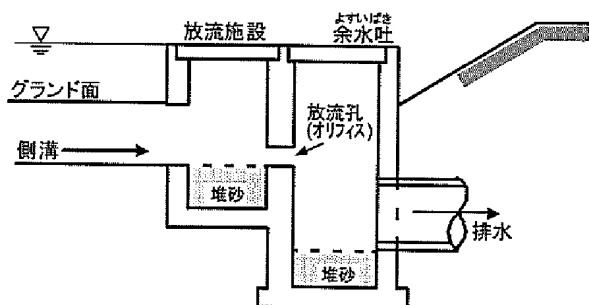 放流施設
よすいばき
余水吐
グランド面
放流孔
(オリフィス)
側溝
堆砂
排水
堆砂